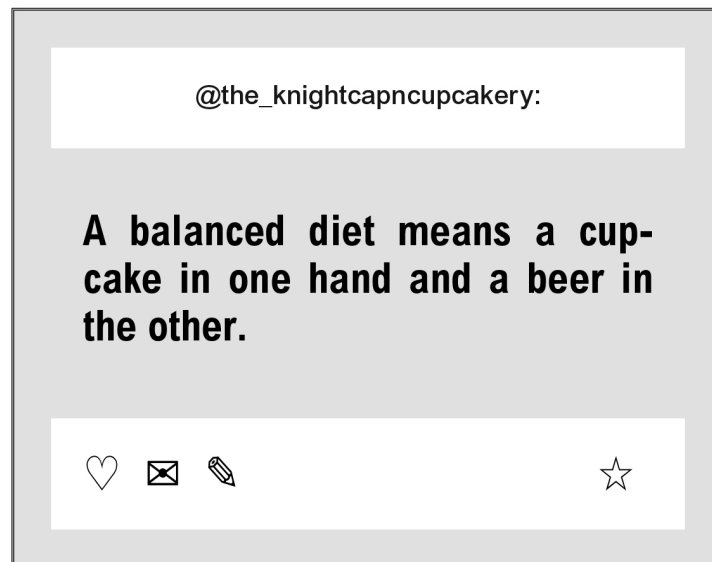 @the_knightcapncupcakery:
A balanced diet means a cup-
cake in one hand and a beer in
the other.